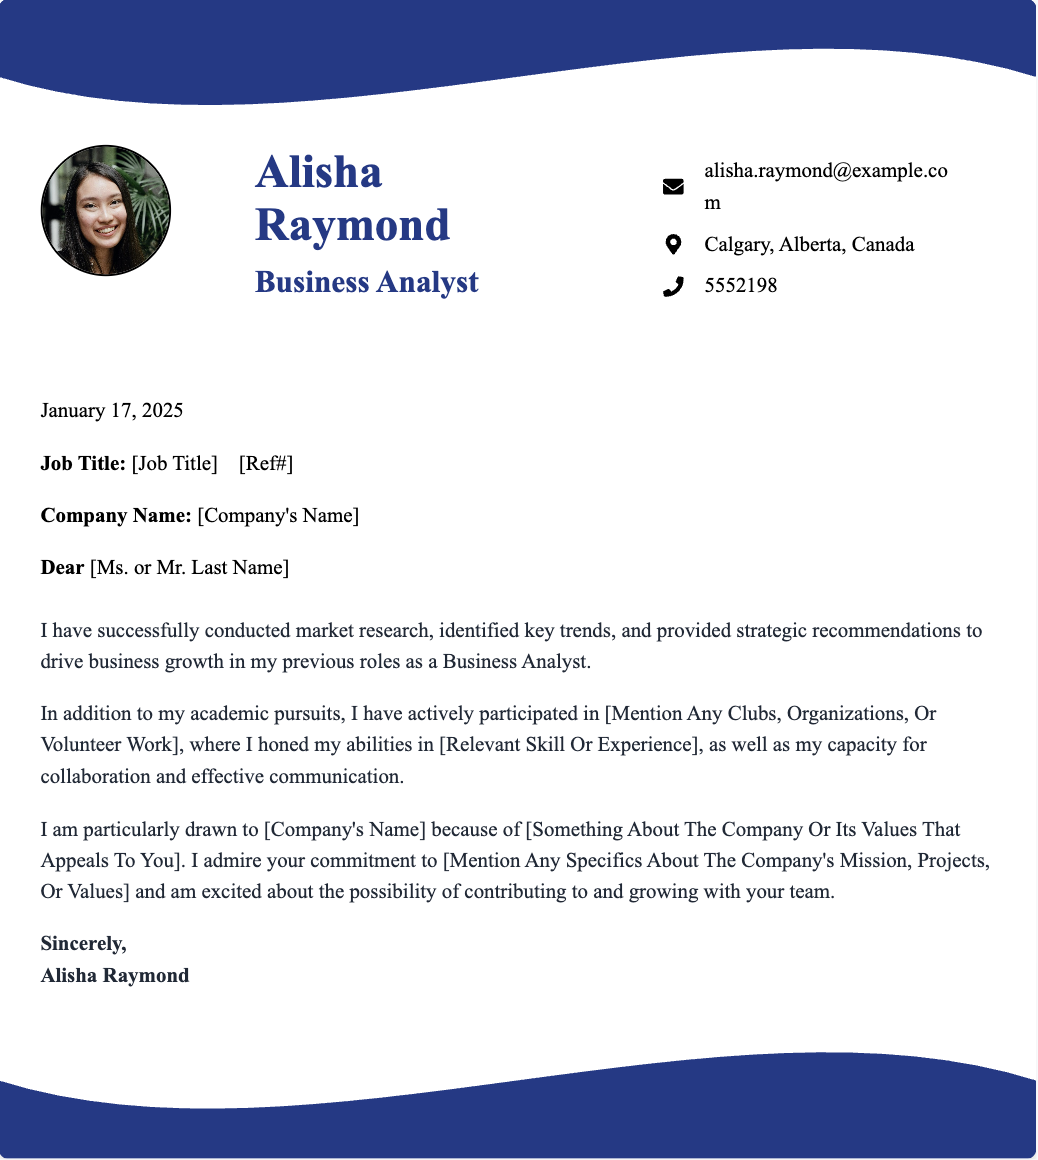 Alisha
Raymond
Business Analyst
alisha.raymond@example.co
m
Calgary, Alberta, Canada
5552198
January 17, 2025
Job Title: [Job Title] [Ref#]
Company Name: [Company's Name]
Dear [Ms. or Mr. Last Name]
I have successfully conducted market research, identified key trends, and provided strategic recommendations to
drive business growth in my previous roles as a Business Analyst.
In addition to my academic pursuits, I have actively participated in [Mention Any Clubs, Organizations, Or
Volunteer Work], where I honed my abilities in [Relevant Skill Or Experience], as well as my capacity for
collaboration and effective communication.
I am particularly drawn to [Company's Name] because of [Something About The Company Or Its Values That
Appeals To You]. I admire your commitment to [Mention Any Specifics About The Company's Mission, Projects,
Or Values] and am excited about the possibility of contributing to and growing with your team.
Sincerely,
Alisha Raymond